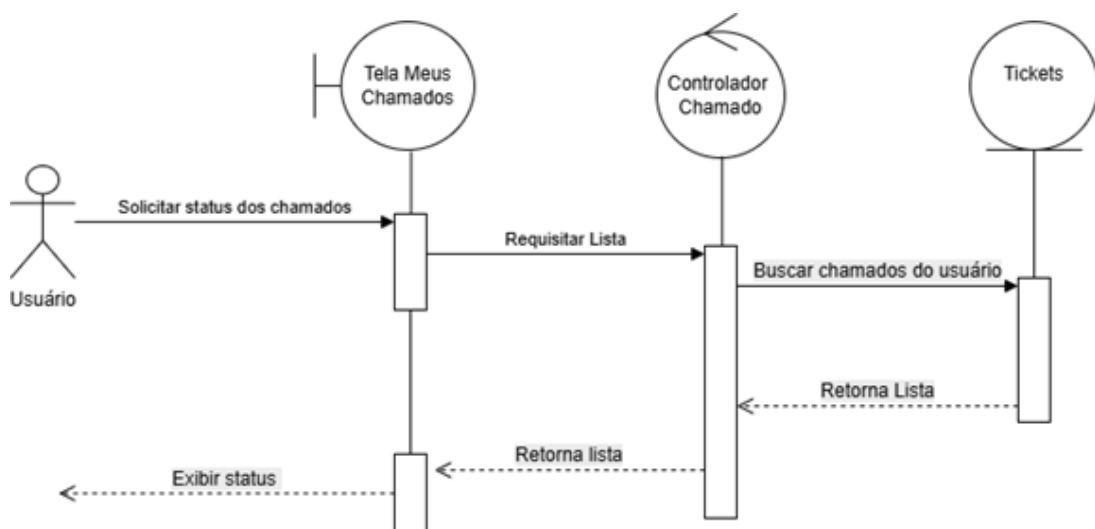 Tela Meus
Chamados
Controlador
Chamado
Tickets
Solicitar status dos chamados
Requisitar Lista
Buscar chamados do usuário
Usuário
Retorna Lista
Retorna lista
Exibir status